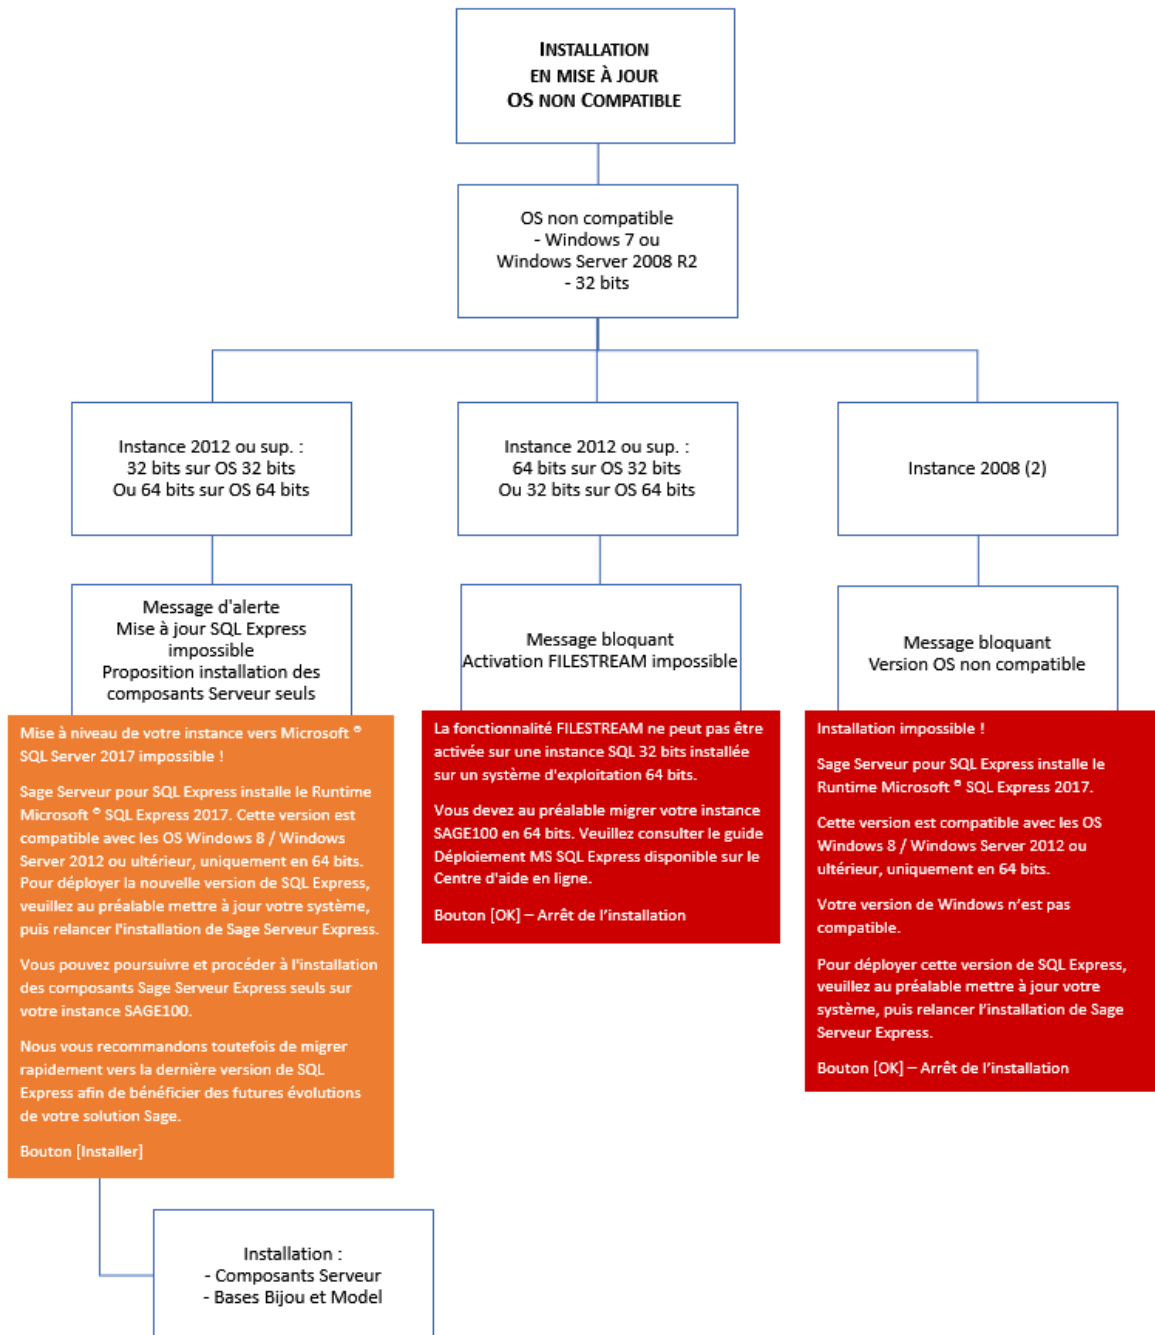 INSTALLATION
EN MISE À JOUR
OS NON COMPATIBLE
OS non compatible
- Windows 7 ou
Windows Server 2008 R2
- 32 bits
Instance 2012 ou sup. :
32 bits sur OS 32 bits
Ou 64 bits sur OS 64 bits
Instance 2012 ou sup. :
64 bits sur OS 32 bits
Ou 32 bits sur OS 64 bits
Instance 2008 (2)
Message d'alerte
Mise à jour SQL Express
impossible
Proposition installation des
composants Serveur seuls
Message bloquant
Activation FILESTREAM impossible
Message bloquant
Version OS non compatible
Mise à niveau de votre instance vers Microsoft ®
SQL Server 2017 impossible !
Sage Serveur pour SQL Express installe le Runtime
Microsoft ® SQL Express 2017. Cette version est
compatible avec les OS Windows 8 / Windows
Server 2012 ou ultérieur, uniquement en 64 bits.
Pour déployer la nouvelle version de SQL Express,
veuillez au préalable mettre à jour votre système,
puis relancer l'installation de Sage Serveur Express.
Vous pouvez poursuivre et procéder à l'installation
des composants Sage Serveur Express seuls sur
votre instance SAGE100.
Nous vous recommandons toutefois de migrer
rapidement vers la dernière version de SQL
Express afin de bénéficier des futures évolutions
de votre solution Sage.
Bouton [Installer]
La fonctionnalité FILESTREAM ne peut pas être
activée sur une instance SQL 32 bits installée
sur un système d'exploitation 64 bits.
Vous devez au préalable migrer votre instance
SAGE100 en 64 bits. Veuillez consulter le guide
Déploiement MS SQL Express disponible sur le
Centre d'aide en ligne.
Bouton [OK] – Arrêt de l'installation
Installation impossible !
Sage Serveur pour SQL Express installe le
Runtime Microsoft ® SQL Express 2017.
Cette version est compatible avec les OS
Windows 8 / Windows Server 2012 ou
ultérieur, uniquement en 64 bits.
Votre version de Windows n'est pas
compatible.
Pour déployer cette version de SQL Express,
veuillez au préalable mettre à jour votre
système, puis relancer l'installation de Sage
Serveur Express.
Bouton [OK] – Arrêt de l'installation
Installation :
- Composants Serveur
- Bases Bijou et Model